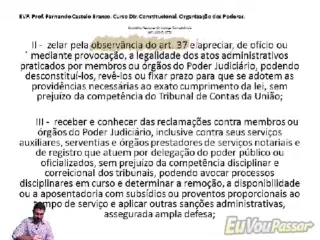 EVP. Prof. Fernando Castelo Branco. Curso Dir. Constitucional. Organização dos Poderes.
II - zelar pela observância do art. 37 e apreciar, de ofício ou
mediante provocação, a legalidade dos atos administrativos
praticados por membros ou órgãos do Poder Judiciário, podendo
desconstituí-los, revê-los ou fixar prazo para que se adotem as
providências necessárias ao exato cumprimento da lei, sem
prejuízo da competência do Tribunal de Contas da União;
III - receber e conhecer das reclamações contra membros ou
órgãos do Poder Judiciário, inclusive contra seus serviços
auxiliares, serventias e órgãos prestadores de serviços notariais e
de registro que atuem por delegação do poder público ou
oficializados, sem prejuízo da competência disciplinar e
correicional dos tribunais, podendo avocar processos
disciplinares em curso e determinar a remoção, a disponibilidade
ou a aposentadoria com subsídios ou proventos proporcionais ao
tempo de serviço e aplicar outras sanções administrativas,
assegurada ampla defesa;
EuVouPassar